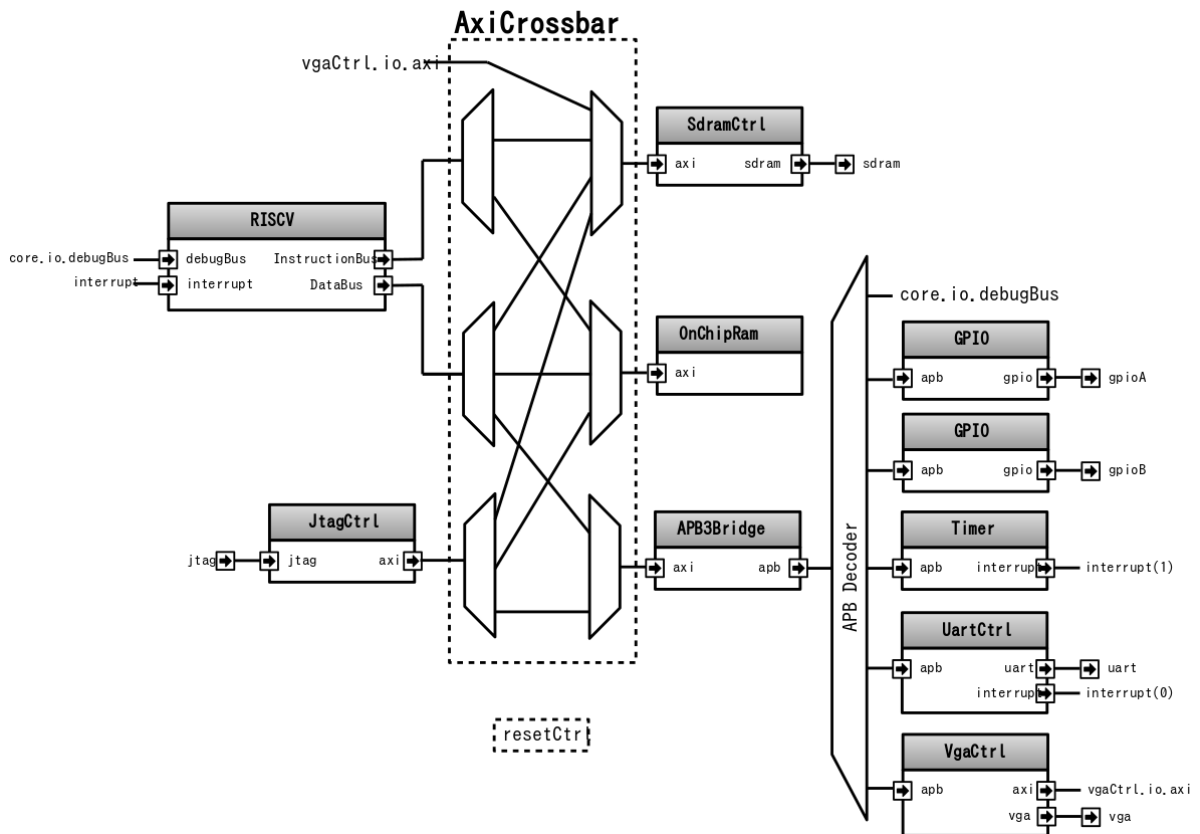 AxiCrossbar
vgaCtrl.io.axi
SdramCtrl
axi sdram
sdram
RISCV
core.io.debugBus
debugBus InstructionBus
interrupt
interrupt DataBus
core.io.debugBus
OnChipRam
axi
GPIO
apb gpio
gpioA
GPIO
apb gpio
gpioB
JtagCtrl
jtag
jtag axi
APB3Bridge
axi apb
APB Decoder
Timer
apb interrupt
interrupt(1)
UartCtrl
apb uart
uart
interrupt
interrupt(0)
resetCtrl
VgaCtrl
apb axi
vgaCtrl.io.axi
vga
vga